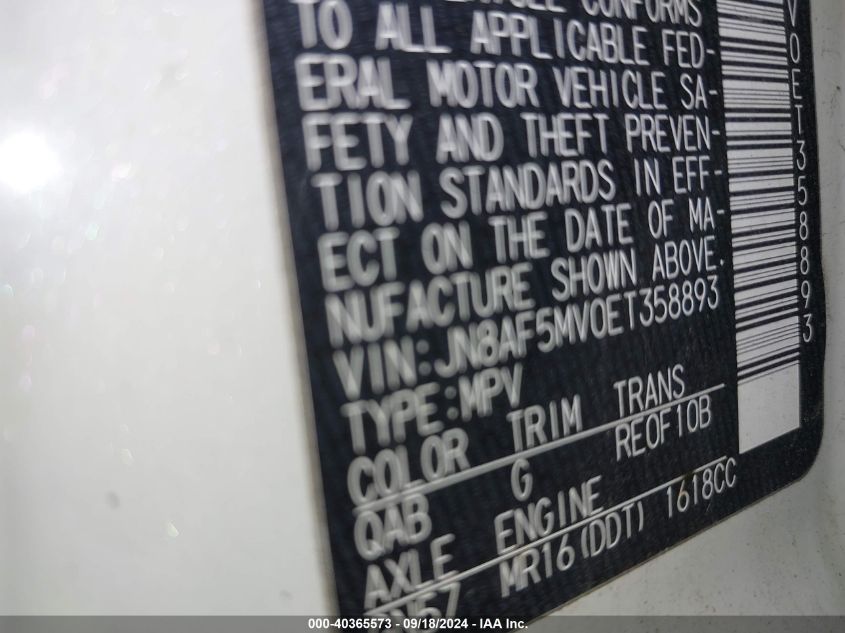 CONFORMS
TO ALL APPLICABLE FED-
ERAL MOTOR VEHICLE SA-
FETY AND THEFT PREVEN-
TION STANDARDS IN EFF-
ECT ON THE DATE OF MA-
NUFACTURE SHOWN ABOVE.
VIN:JN8AF5MV0ET358893
TYPE:MPV
COLOR TRIM TRANS
QAB G RE0F10B
AXLE ENGINE
MR16(DDT) 1618CC
V0ET358893
000-40365573 - 09/18/2024 - IAA Inc.